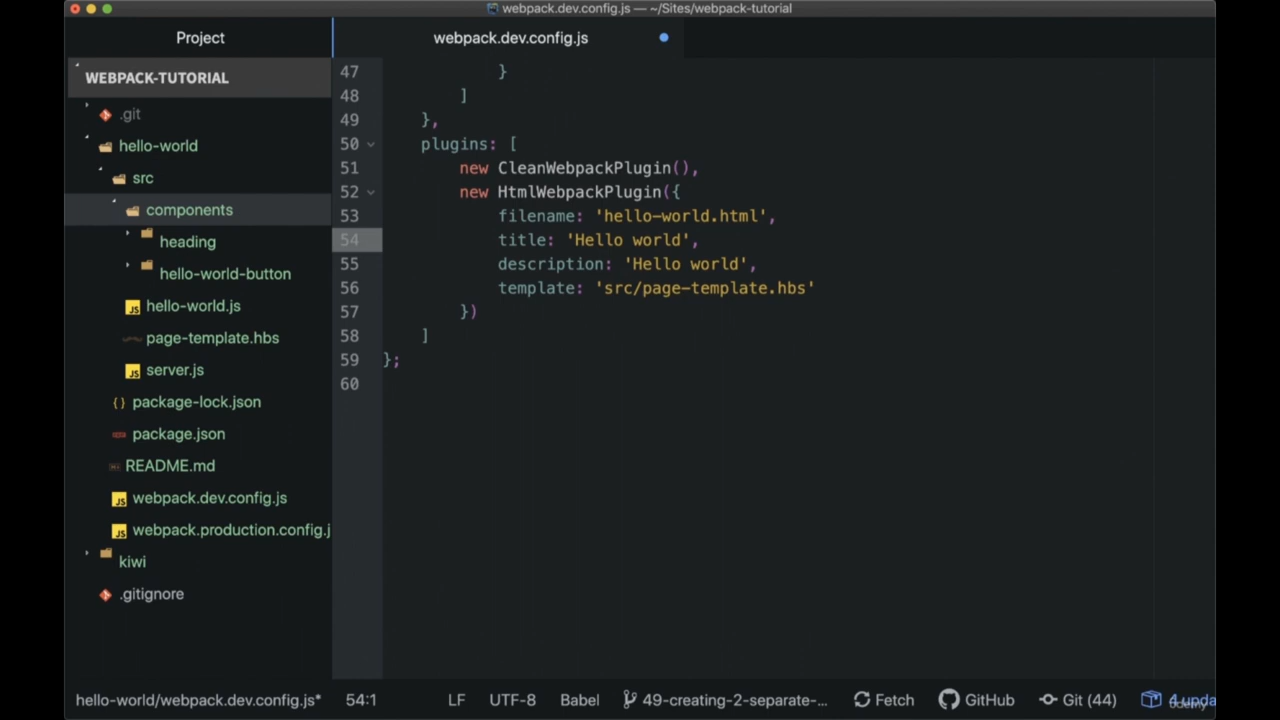 webpack.dev.config.js — ~/Sites/webpack-tutorial
Project
webpack.dev.config.js
WEBPACK-TUTORIAL
.git
hello-world
src
components
heading
hello-world-button
hello-world.js
page-template.hbs
server.js
package-lock.json
package.json
README.md
webpack.dev.config.js
webpack.production.config.j
kiwi
.gitignore
47 }
48 ]
49 },
50 plugins: [
51 new CleanWebpackPlugin(),
52 new HtmlWebpackPlugin({
53 filename: 'hello-world.html',
54 title: 'Hello world',
55 description: 'Hello world',
56 template: 'src/page-template.hbs'
57 })
58 ]
59 };
60
hello-world/webpack.dev.config.js* 54:1 LF UTF-8 Babel 49-creating-2-separate-... Fetch GitHub Git (44)